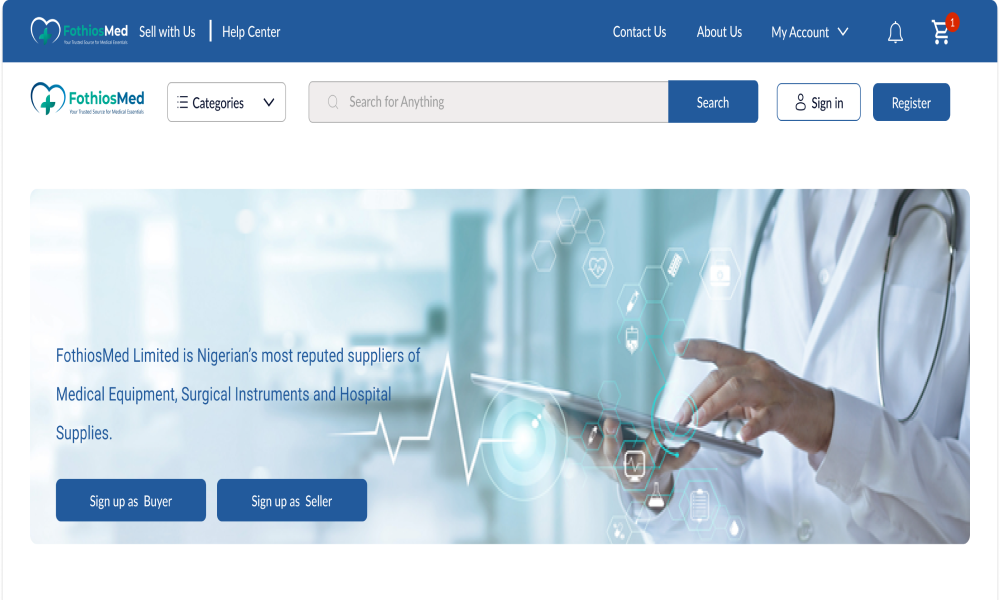 FothiosMed
Your Trusted Source for Medical Essentials
Sell with Us
Help Center
Contact Us
About Us
My Account
1
FothiosMed
Your Trusted Source for Medical Essentials
Categories
Search for Anything
Search
Sign in
Register
FothiosMed Limited is Nigerian’s most reputed suppliers of
Medical Equipment, Surgical Instruments and Hospital
Supplies.
Sign up as Buyer
Sign up as Seller